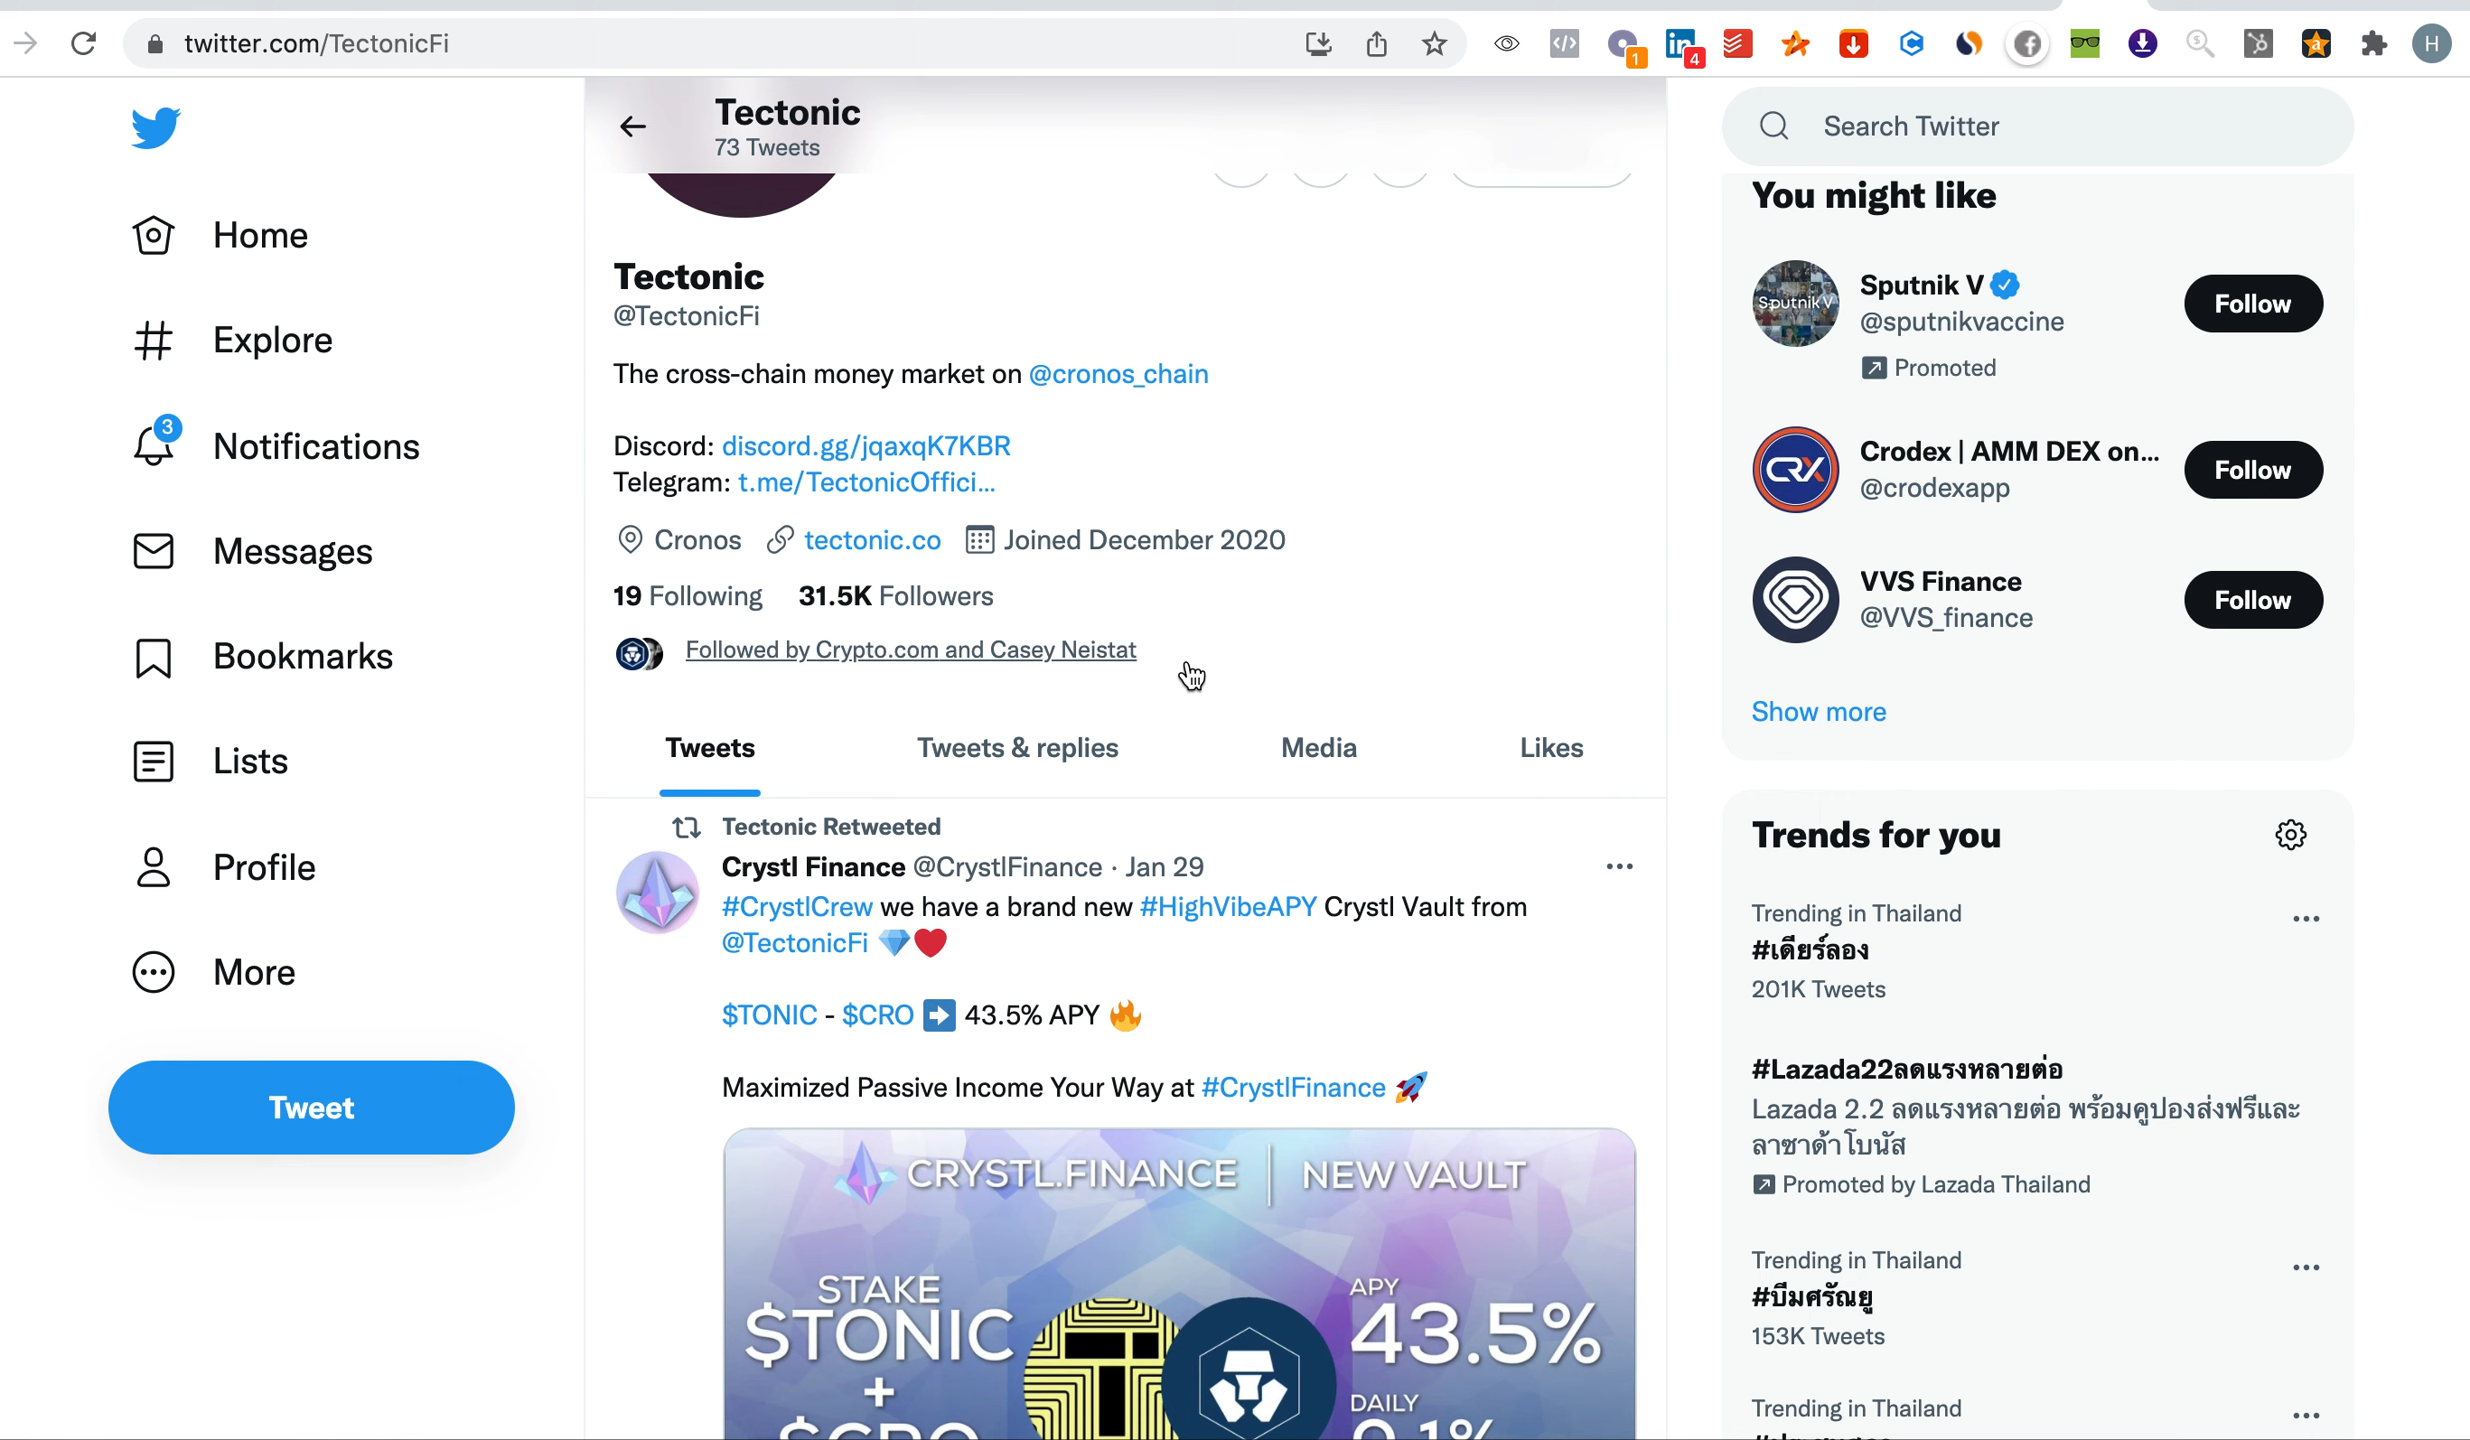 twitter.com/TectonicFi
1
4
H
Tectonic
73 Tweets
Home
Explore
3
Notifications
Messages
Bookmarks
Lists
Profile
More
Tweet
Tectonic
@TectonicFi
The cross-chain money market on @cronos_chain
Discord: discord.gg/jqaxqK7KBR
Telegram: t.me/TectonicOffici...
Cronos tectonic.co Joined December 2020
19 Following 31.5K Followers
Followed by Crypto.com and Casey Neistat
Tweets Tweets & replies Media Likes
Tectonic Retweeted
Crystl Finance @CrystlFinance · Jan 29
#CrystlCrew we have a brand new #HighVibeAPY Crystl Vault from
@TectonicFi 💎❤️
$TONIC - $CRO ➡️ 43.5% APY 🔥
Maximized Passive Income Your Way at #CrystlFinance 🚀
CRYSTL.FINANCE | NEW VAULT
STAKE
$TONIC
+
$CRO
APY
43.5%
DAILY
0.1%
Search Twitter
You might like
Sputnik V
Sputnik V
@sputnikvaccine
Promoted
Follow
CRX
Crodex | AMM DEX on...
@crodexapp
Follow
VVS Finance
@VVS_finance
Follow
Show more
Trends for you
Trending in Thailand
#เดียร์ลอง
201K Tweets
#Lazada22ลดแรงหลายต่อ
Lazada 2.2 ลดแรงหลายต่อ พร้อมคูปองส่งฟรีและ
ลาซาด้าโบนัส
Promoted by Lazada Thailand
Trending in Thailand
#บีมศรัณยู
153K Tweets
Trending in Thailand